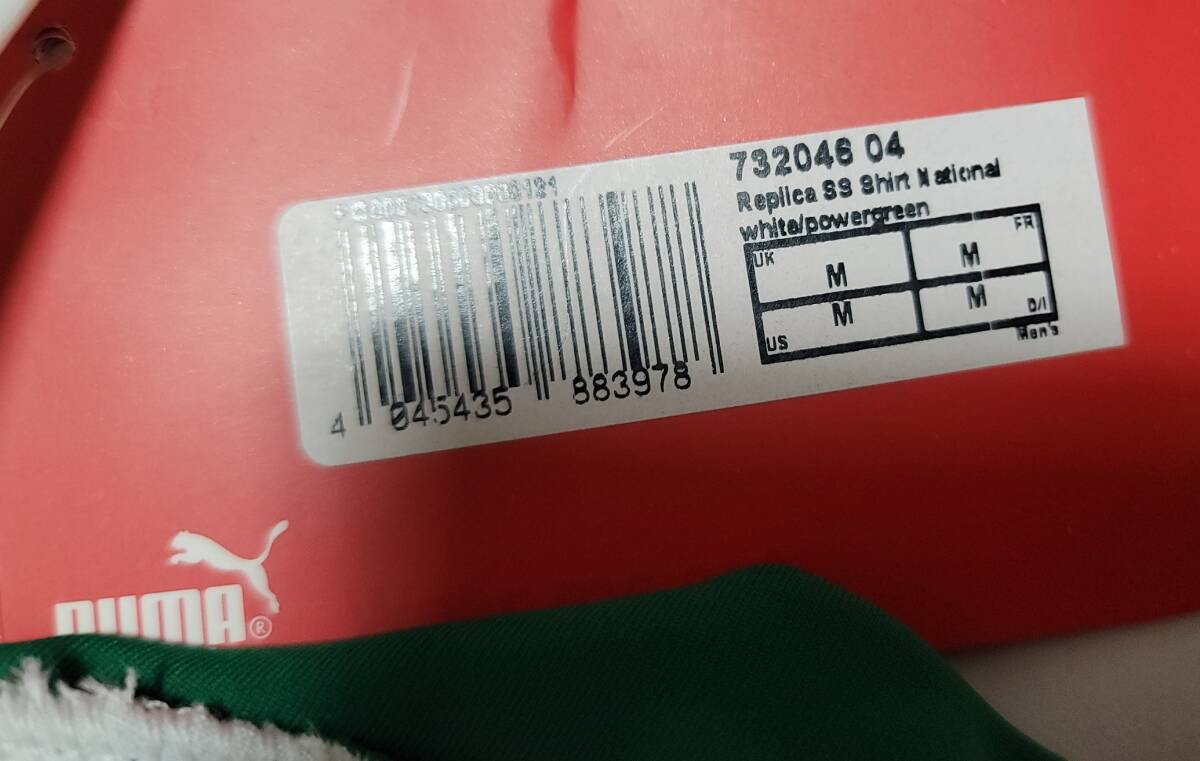 732046 04
Replica SS Shirt National
white/powergreen
UK M M FR
US M M D/I
Men's
4 045435 883978
PUMA®